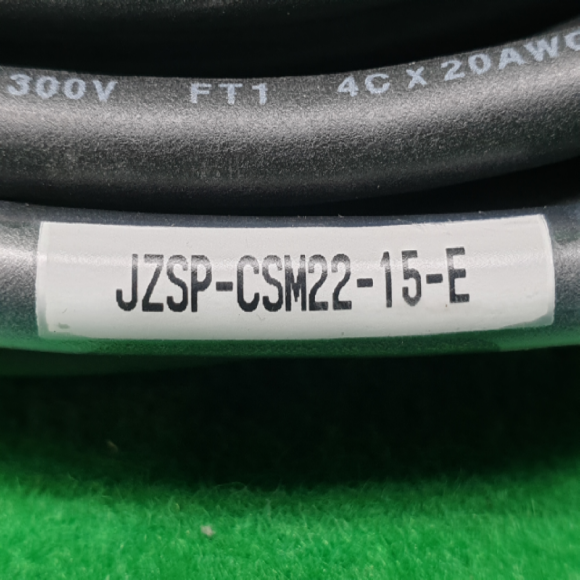 300V FT1 4C X 20AWG
JZSP-CSM22-15-E